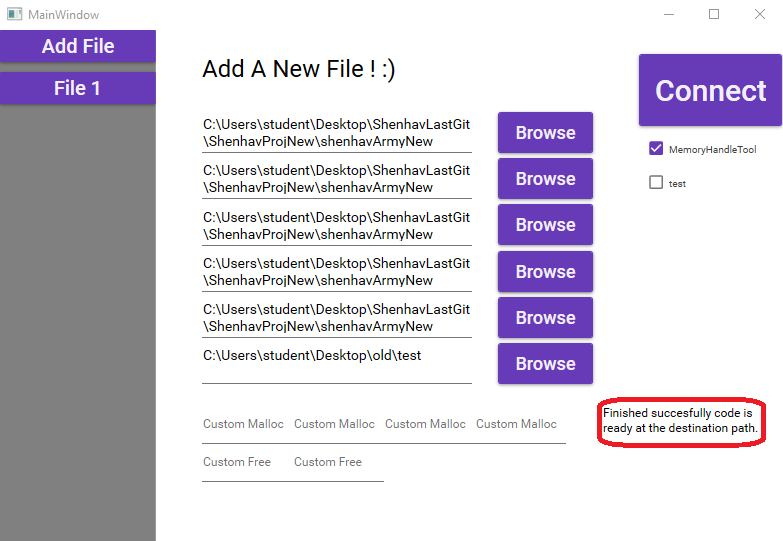 MainWindow
Add File
File 1
Add A New File ! :)
C:\Users\student\Desktop\ShenhavLastGit
\ShenhavProjNew\shenhavArmyNew
Browse
C:\Users\student\Desktop\ShenhavLastGit
\ShenhavProjNew\shenhavArmyNew
Browse
C:\Users\student\Desktop\ShenhavLastGit
\ShenhavProjNew\shenhavArmyNew
Browse
C:\Users\student\Desktop\ShenhavLastGit
\ShenhavProjNew\shenhavArmyNew
Browse
C:\Users\student\Desktop\ShenhavLastGit
\ShenhavProjNew\shenhavArmyNew
Browse
C:\Users\student\Desktop\old\test
Browse
Custom Malloc Custom Malloc Custom Malloc Custom Malloc
Custom Free Custom Free
Connect
MemoryHandleTool
test
Finished succesfully code is
ready at the destination path.